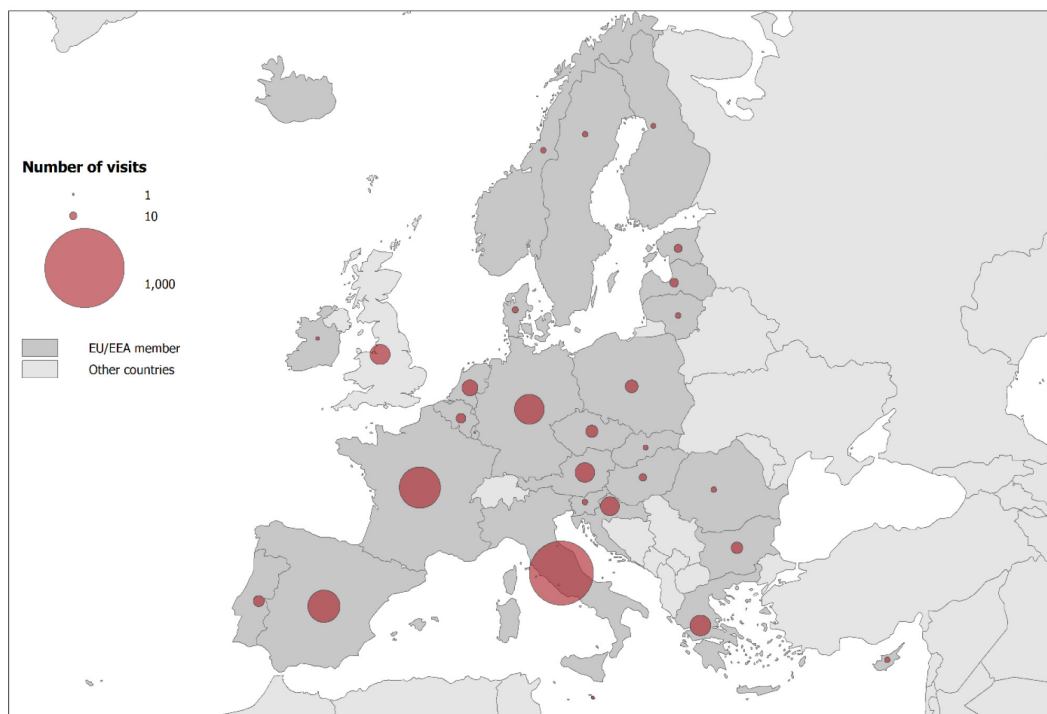 Number of visits
1
10
1,000
EU/EEA member
Other countries